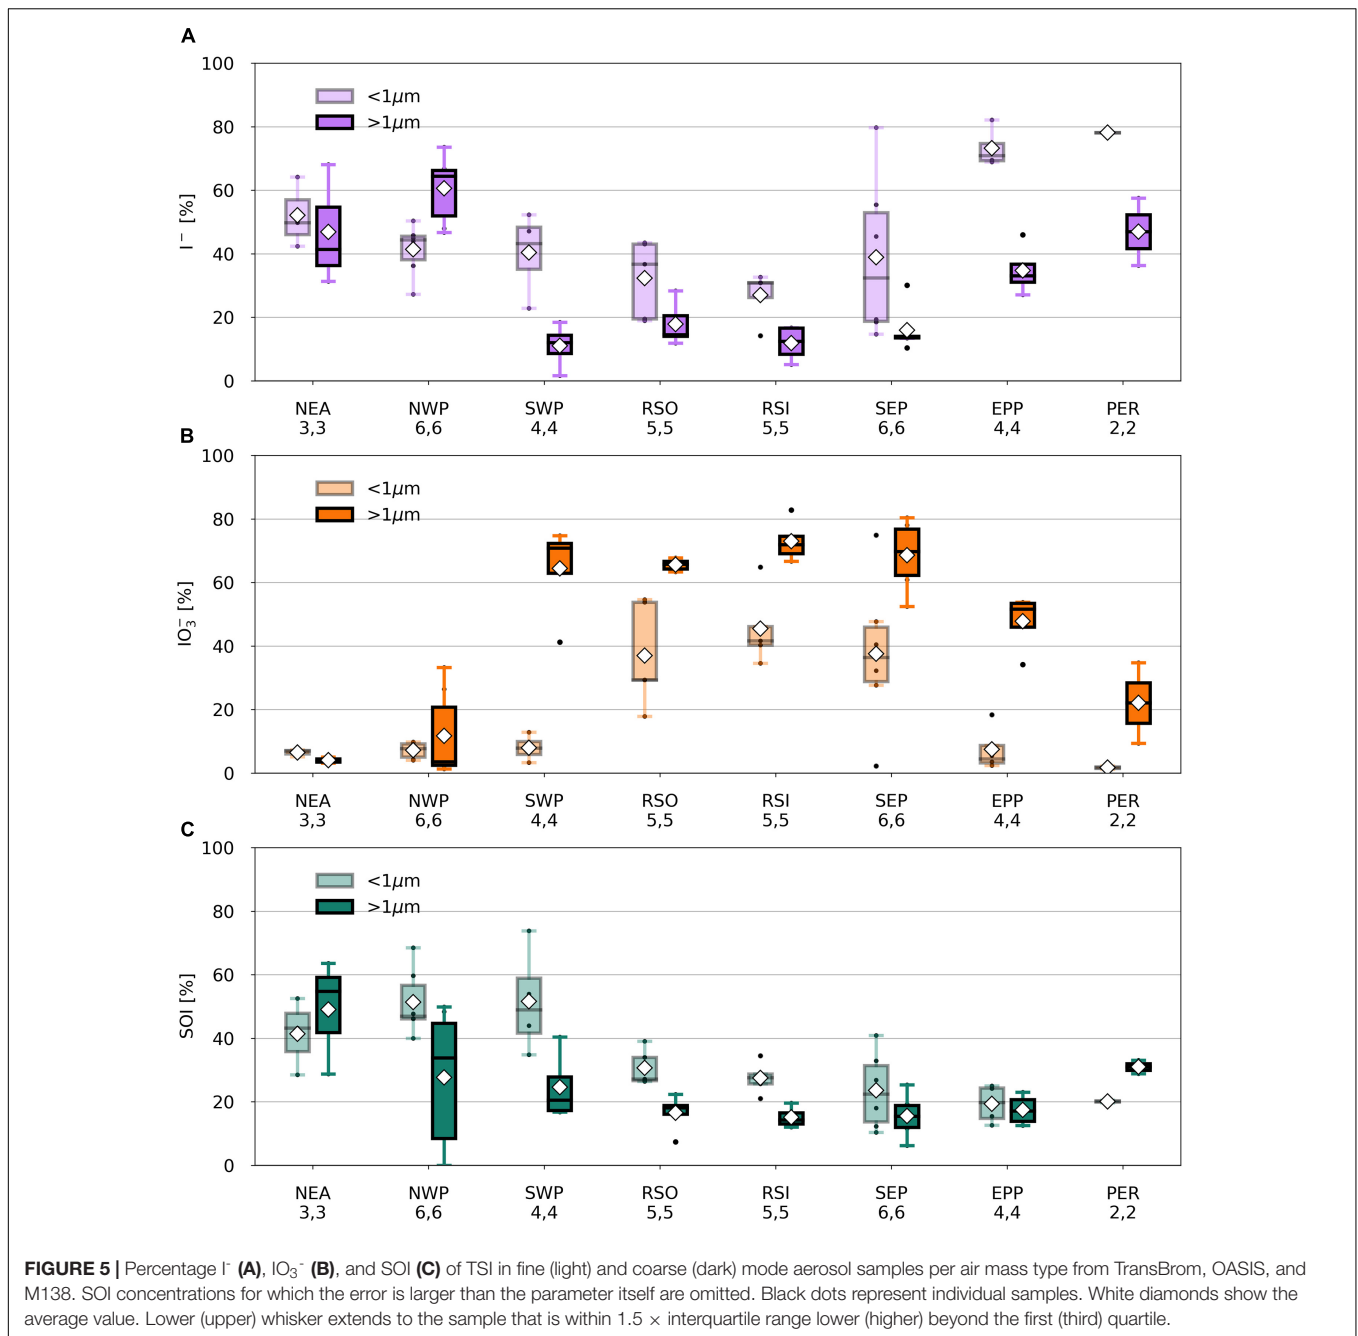 A
100
80
60
40
20
0
I⁻ [%]
<1μm
>1μm
NEA NWP SWP RSO RSI SEP EPP PER
3,3 6,6 4,4 5,5 5,5 6,6 4,4 2,2
B
100
80
60
40
20
0
IO₃⁻ [%]
<1μm
>1μm
NEA NWP SWP RSO RSI SEP EPP PER
3,3 6,6 4,4 5,5 5,5 6,6 4,4 2,2
C
100
80
60
40
20
0
SOI [%]
<1μm
>1μm
NEA NWP SWP RSO RSI SEP EPP PER
3,3 6,6 4,4 5,5 5,5 6,6 4,4 2,2
FIGURE 5 | Percentage I⁻ (A), IO₃⁻ (B), and SOI (C) of TSI in fine (light) and coarse (dark) mode aerosol samples per air mass type from TransBrom, OASIS, and
M138. SOI concentrations for which the error is larger than the parameter itself are omitted. Black dots represent individual samples. White diamonds show the
average value. Lower (upper) whisker extends to the sample that is within 1.5 × interquartile range lower (higher) beyond the first (third) quartile.